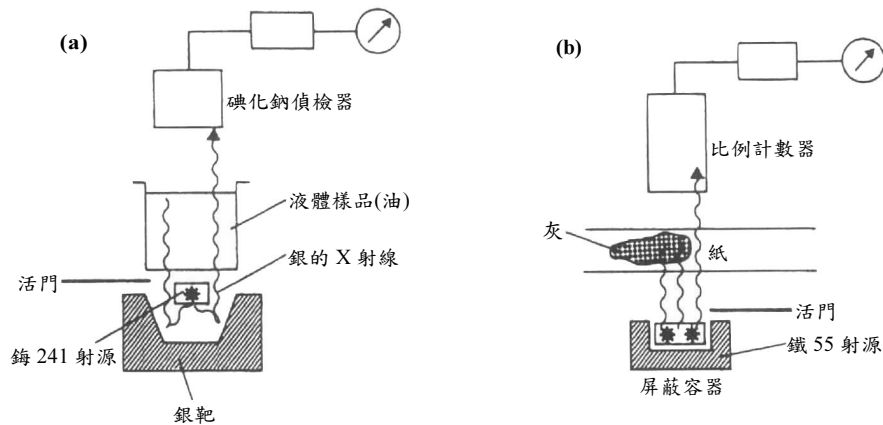 (a)
碘化鈉偵檢器
液體樣品(油)
銀的 X 射線
活門
鋂 241 射源
銀靶
(b)
比例計數器
灰
紙
活門
鐵 55 射源
屏蔽容器